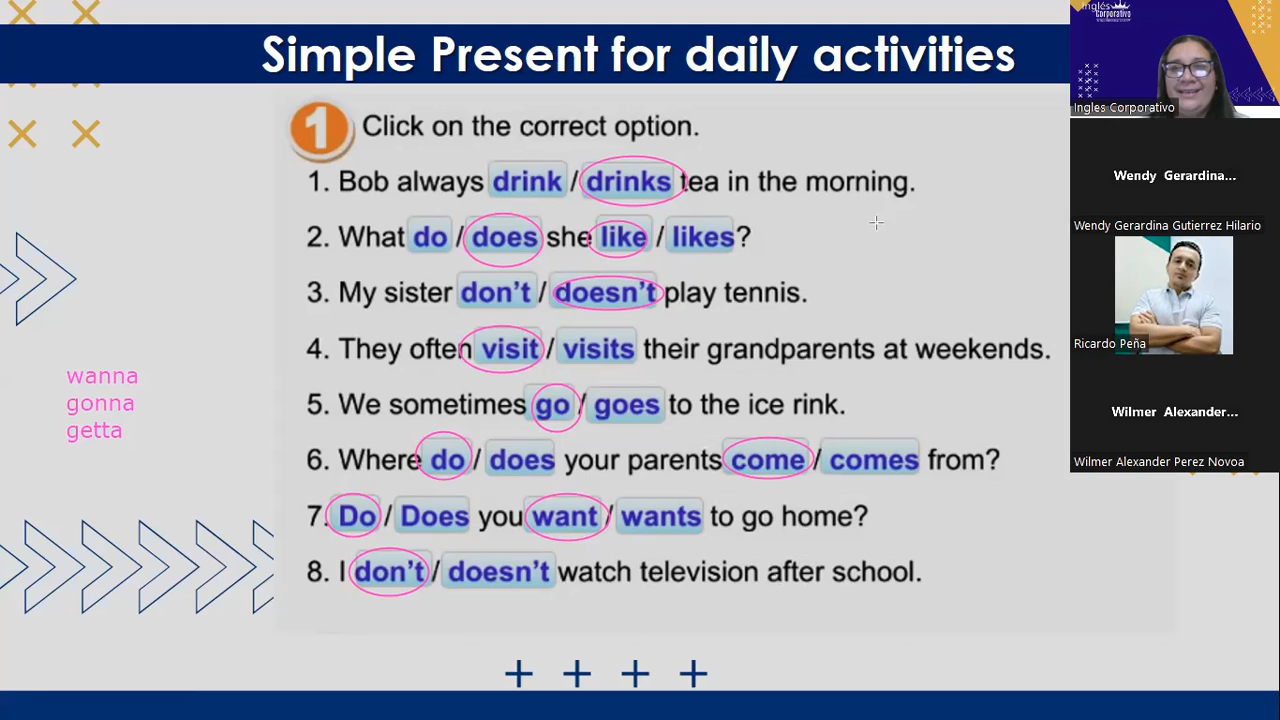 Simple Present for daily activities
1 Click on the correct option.
1. Bob always drink / drinks tea in the morning.
2. What do / does she like / likes?
3. My sister don't / doesn't play tennis.
4. They often visit / visits their grandparents at weekends.
5. We sometimes go / goes to the ice rink.
6. Where do / does your parents come / comes from?
7. Do / Does you want / wants to go home?
8. I don't / doesn't watch television after school.
wanna
gonna
getta
Inglés
corporativo
Ingles Corporativo
Wendy Gerardina...
Wendy Gerardina Gutierrez Hilario
Ricardo Peña
Wilmer Alexander...
Wilmer Alexander Perez Novoa